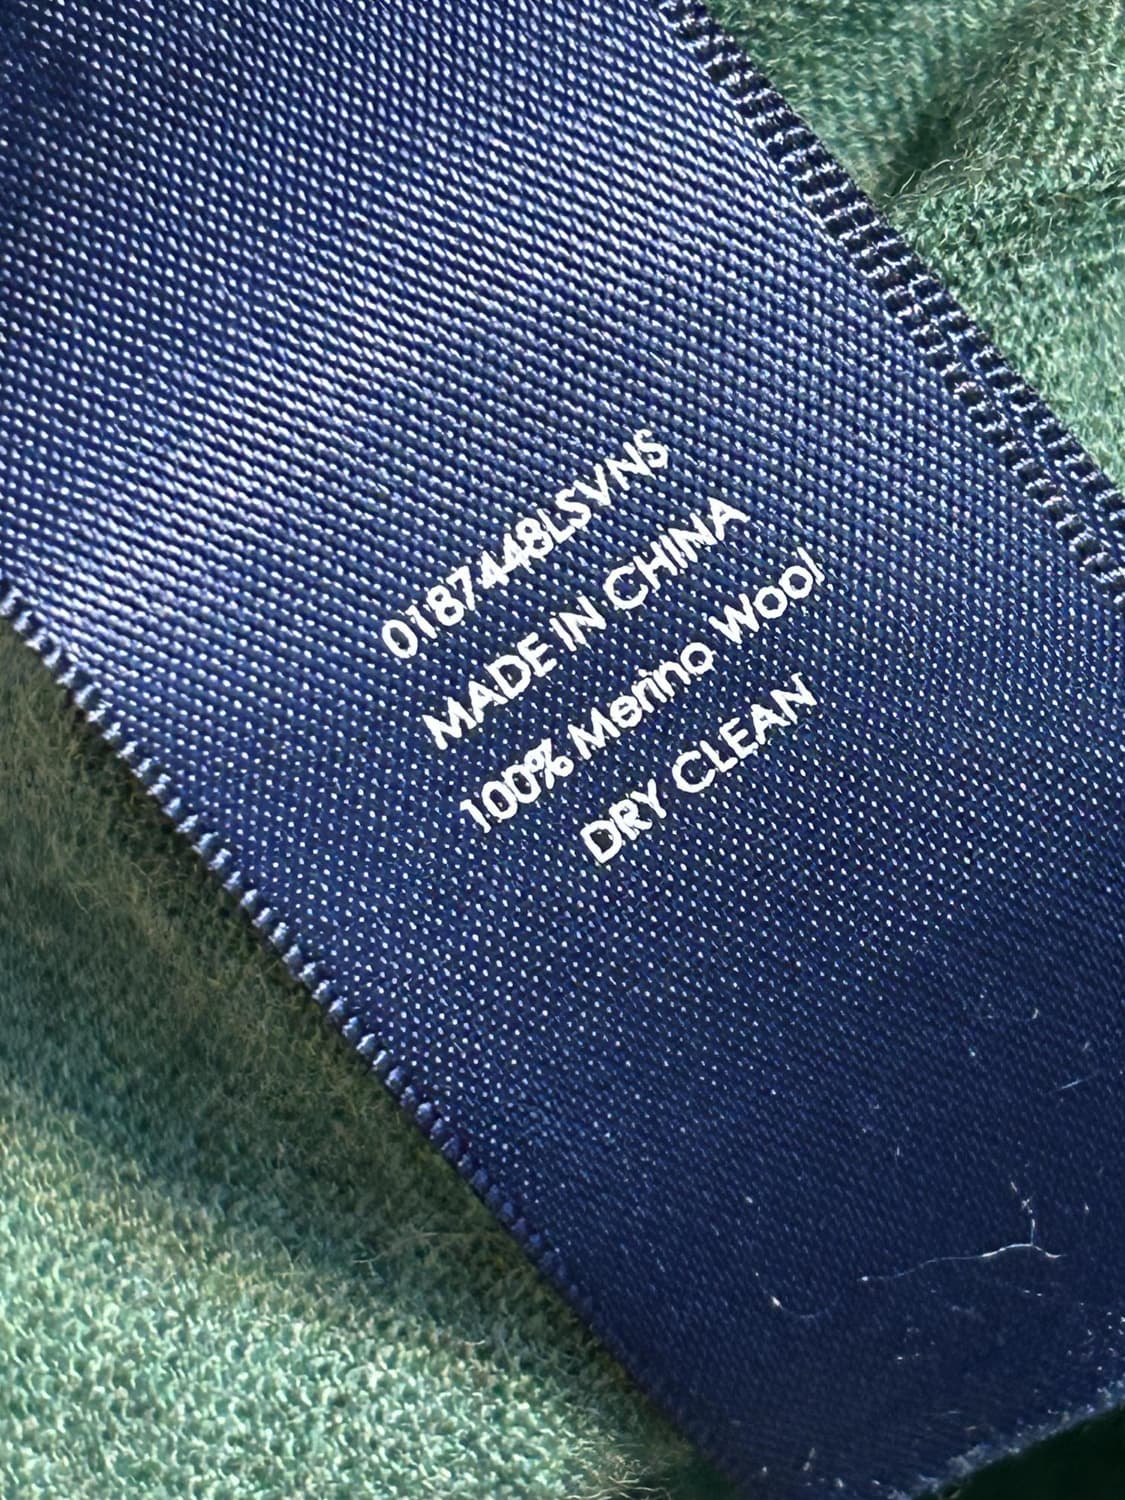 0187448LSVNS
MADE IN CHINA
100% Merino Wool
DRY CLEAN